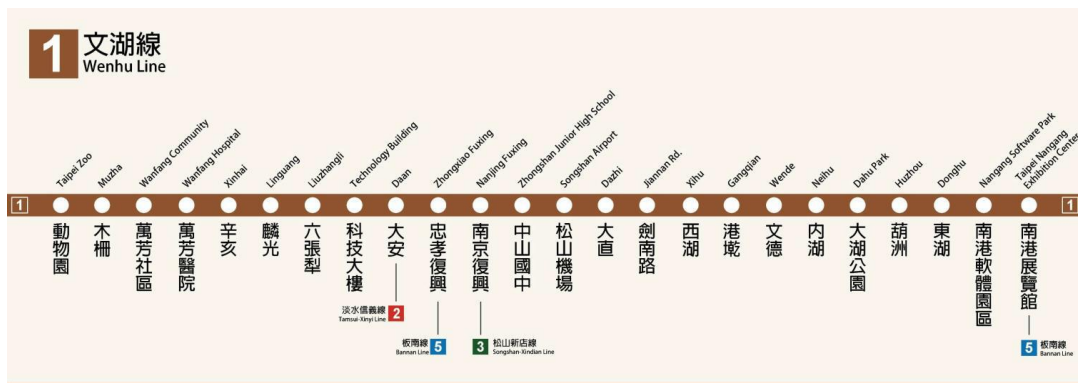 1 文湖線
Wenhu Line
Taipei Zoo
Muzha
Wanfang Community
Wanfang Hospital
Xinhai
Linguang
Liuzhangli
Technology Building
Daan
Zhongxiao Fuxing
Nanjing Fuxing
Zhongshan Junior High School
Songshan Airport
Dazhi
Jiannan Rd.
Xihu
Gangqian
Wende
Neihu
Dahu Park
Huzhou
Donghu
Nangang Software Park
Taipei Nangang
Exhibition Center
1
1
動物園
木柵
萬芳社區
萬芳醫院
辛亥
麟光
六張犁
科技大樓
大安
忠孝復興
南京復興
中山國中
松山機場
大直
劍南路
西湖
港墘
文德
內湖
大湖公園
葫洲
東湖
南港軟體園區
南港展覽館
淡水信義線 2
Tamsui-Xinyi Line
板南線 5
Bannan Line
3 松山新店線
Songshan-Xindian Line
5 板南線
Bannan Line